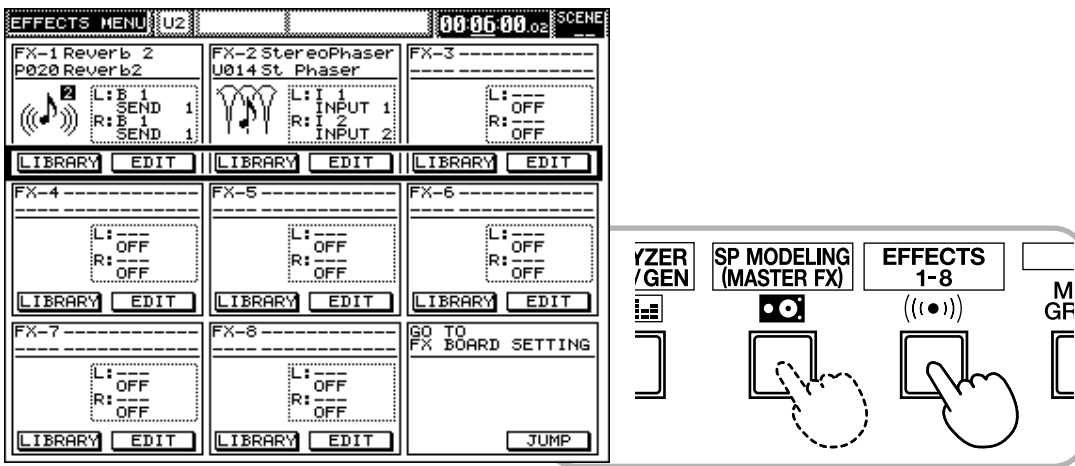 EFFECTS MENU U2 00:06:00.02 SCENE
--
FX-1 Reverb 2
P020 Reverb2
2
L:B 1
SEND 1
R:B 1
SEND 1
LIBRARY EDIT
FX-2 StereoPhaser
U014 St Phaser
L:I 1
INPUT 1
R:I 2
INPUT 2
LIBRARY EDIT
FX-3 --------------
---- --------------
L:---
OFF
R:---
OFF
LIBRARY EDIT
FX-4 --------------
---- --------------
L:---
OFF
R:---
OFF
LIBRARY EDIT
FX-5 --------------
---- --------------
L:---
OFF
R:---
OFF
LIBRARY EDIT
FX-6 --------------
---- --------------
L:---
OFF
R:---
OFF
LIBRARY EDIT
FX-7 --------------
---- --------------
L:---
OFF
R:---
OFF
LIBRARY EDIT
FX-8 --------------
---- --------------
L:---
OFF
R:---
OFF
LIBRARY EDIT
GO TO
FX BOARD SETTING
JUMP
YZER
/GEN
SP MODELING
(MASTER FX)
EFFECTS
1-8
M
GR